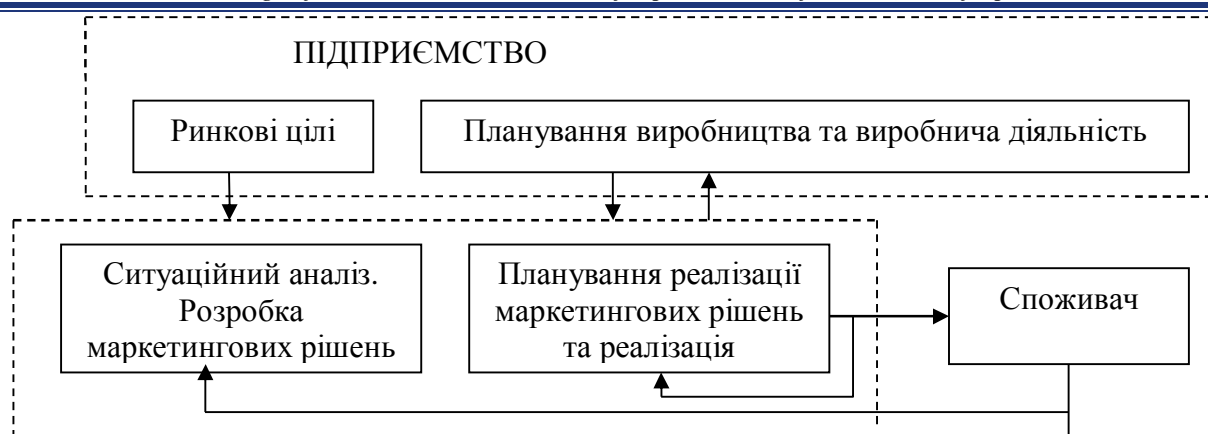 ПІДПРИЄМСТВО
Ринкові цілі
Планування виробництва та виробнича діяльність
Ситуаційний аналіз.
Розробка
маркетингових рішень
Планування реалізації
маркетингових рішень
та реалізація
Споживач